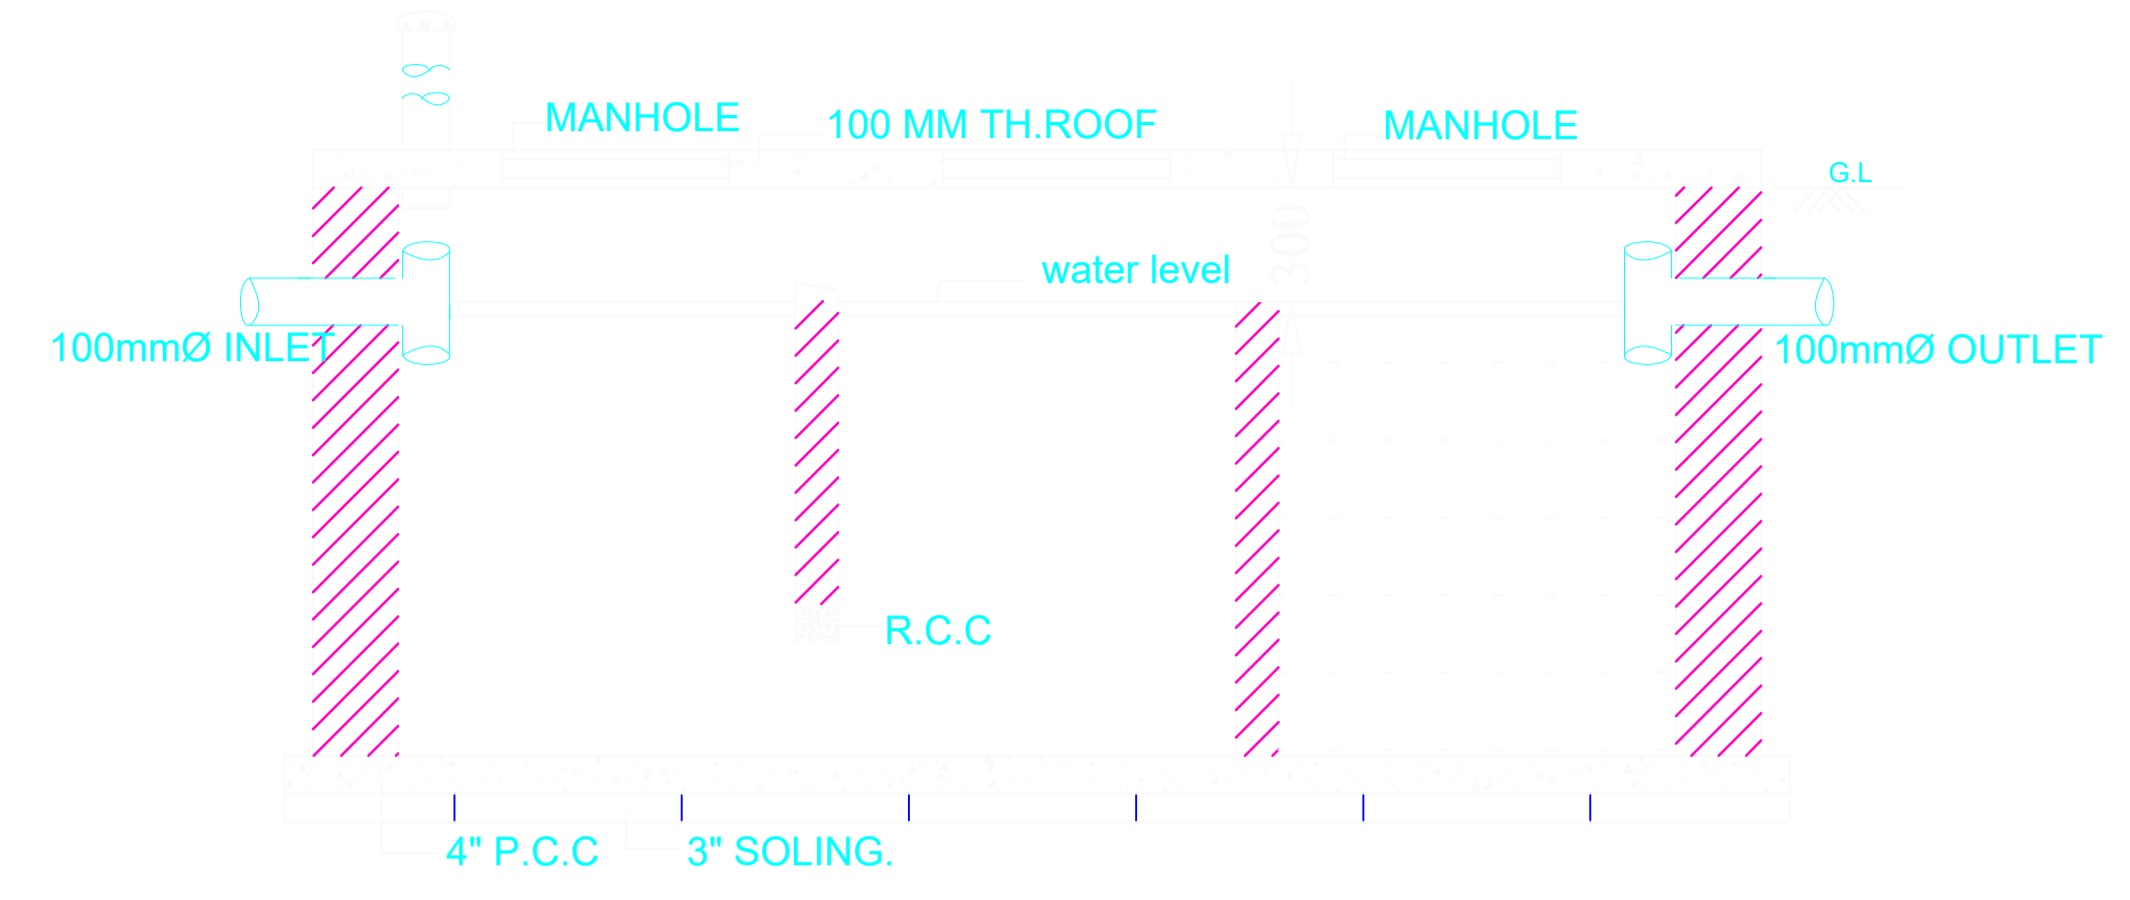 MANHOLE
100 MM TH.ROOF
MANHOLE
G.L
300
water level
100mmØ INLET
100mmØ OUTLET
R.C.C
4" P.C.C
3" SOLING.